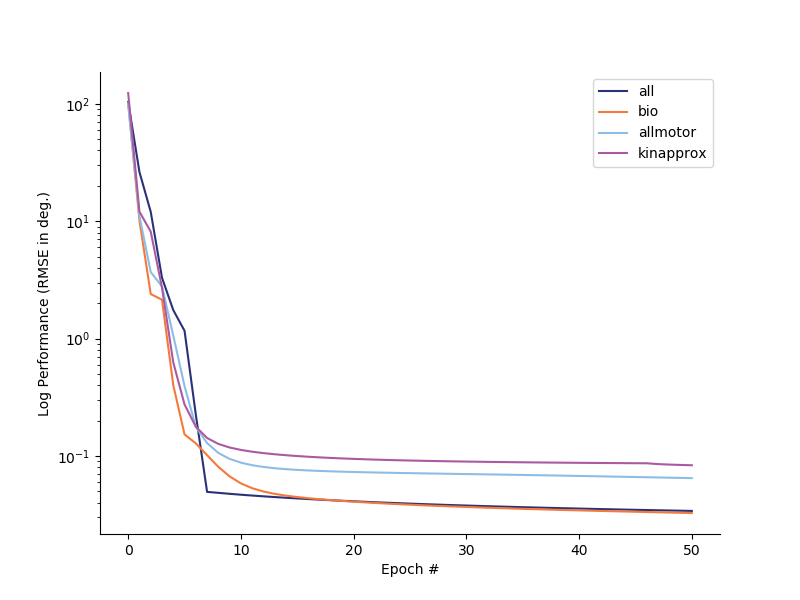 all
bio
allmotor
kinapprox
10²
10¹
10⁰
10⁻¹
Log Performance (RMSE in deg.)
0 10 20 30 40 50
Epoch #